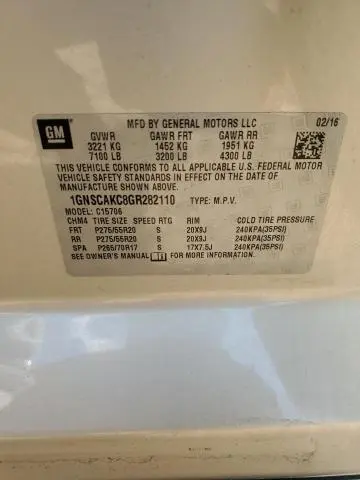 GM
MFD BY GENERAL MOTORS LLC 02/16
GVWR GAWR FRT GAWR RR
3221 KG 1452 KG 1951 KG
7100 LB 3200 LB 4300 LB
THIS VEHICLE CONFORMS TO ALL APPLICABLE U.S. FEDERAL MOTOR
VEHICLE SAFETY AND THEFT PREVENTION
STANDARDS IN EFFECT ON THE DATE OF MANUFACTURE SHOWN ABOVE.
1GNSCAKC8GR282110 TYPE: M.P.V.
MODEL: C15706
CHMA TIRE SIZE SPEED RTG RIM COLD TIRE PRESSURE
FRT P275/55R20 S 20X9J 240KPA(35PSI)
RR P275/55R20 S 20X9J 240KPA(35PSI)
SPA P265/70R17 S 17X7.5J 240KPA(35PSI)
SEE OWNER'S MANUAL FOR MORE INFORMATION.